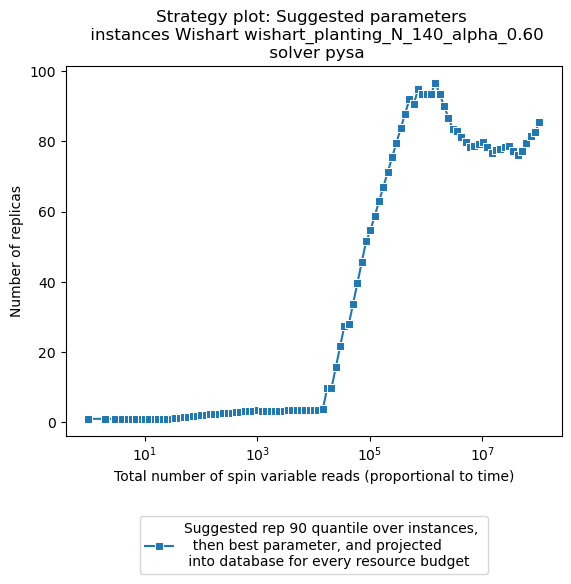 Strategy plot: Suggested parameters
instances Wishart wishart_planting_N_140_alpha_0.60
solver pysa
100
80
60
40
20
0
Number of replicas
10^1
10^3
10^5
10^7
Total number of spin variable reads (proportional to time)
Suggested rep 90 quantile over instances,
then best parameter, and projected
into database for every resource budget